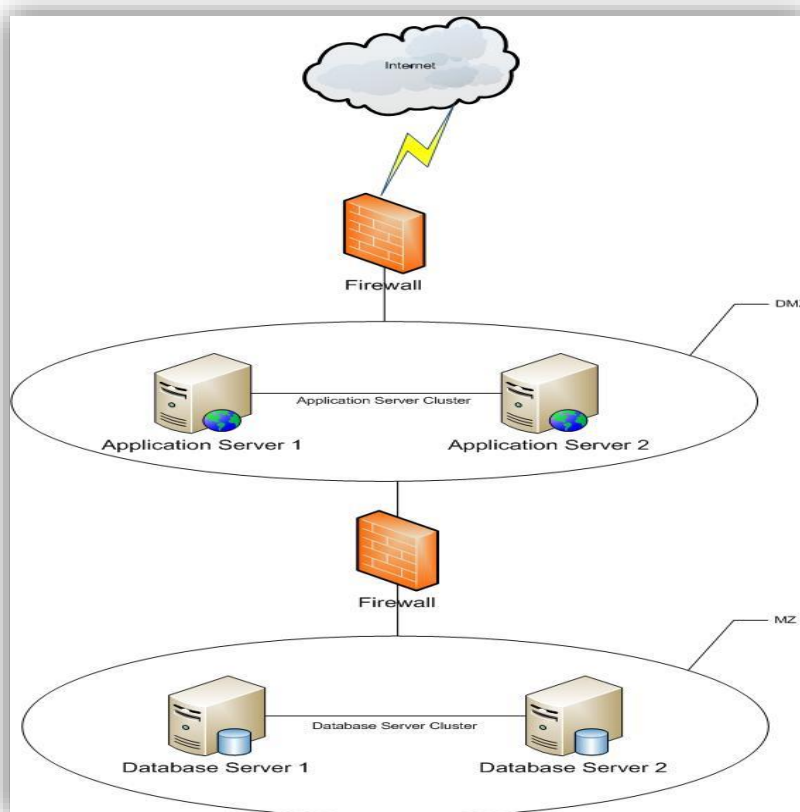 Internet
Firewall
DMZ
Application Server Cluster
Application Server 1
Application Server 2
Firewall
MZ
Database Server Cluster
Database Server 1
Database Server 2